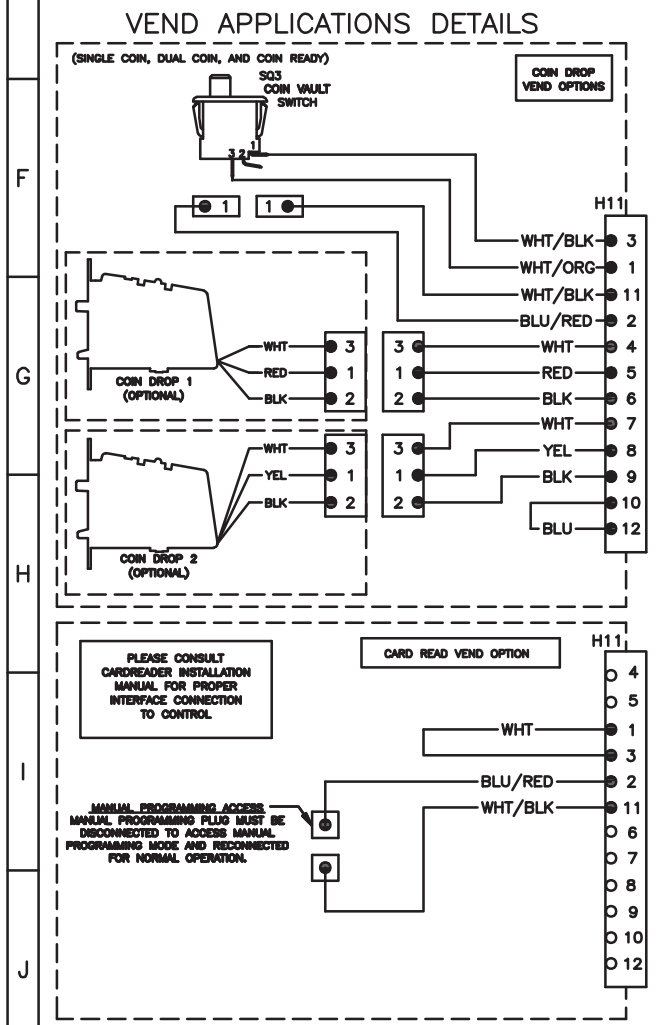 VEND APPLICATIONS DETAILS
(SINGLE COIN, DUAL COIN, AND COIN READY)
COIN DROP
VEND OPTIONS
SQ3
COIN VAULT
SWITCH
3 2 1
F
1
1
H11
WHT/BLK 3
WHT/ORG 1
WHT/BLK 11
BLU/RED 2
G
WHT 3 3 WHT 4
RED 1 1 RED 5
BLK 2 2 BLK 6
COIN DROP 1
(OPTIONAL)
WHT 7
WHT 3 3 YEL 8
YEL 1 1 BLK 9
BLK 2 2 10
BLU 12
COIN DROP 2
(OPTIONAL)
H
H11
PLEASE CONSULT
CARDREADER INSTALLATION
MANUAL FOR PROPER
INTERFACE CONNECTION
TO CONTROL
CARD READ VEND OPTION
4
5
WHT 1
3
I
BLU/RED 2
WHT/BLK 11
MANUAL PROGRAMMING ACCESS
MANUAL PROGRAMMING PLUG MUST BE
DISCONNECTED TO ACCESS MANUAL
PROGRAMMING MODE AND RECONNECTED
FOR NORMAL OPERATION.
6
7
8
9
10
12
J